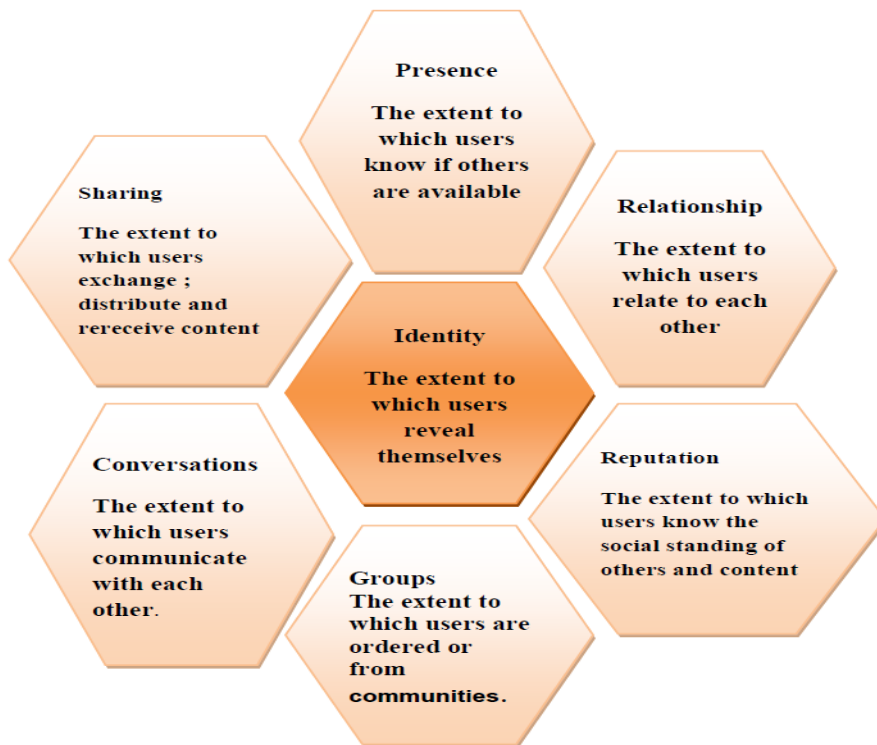 Presence
The extent to
which users
know if others
are available
Sharing
The extent to
which users
exchange ;
distribute and
rereceive content
Relationship
The extent to
which users
relate to each
other
Identity
The extent to
which users
reveal
themselves
Conversations
The extent to
which users
communicate
with each
other.
Reputation
The extent to which
users know the
social standing of
others and content
Groups
The extent to
which users are
ordered or
from
communities.